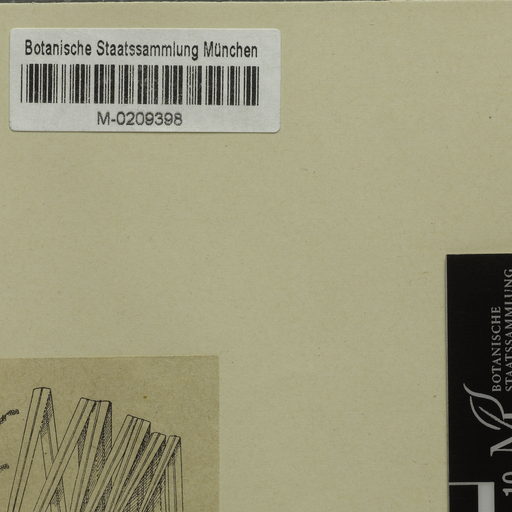 Botanische Staatssammlung München
M-0209398
BOTANISCHE
STAATSSAMMLUNG
M
10